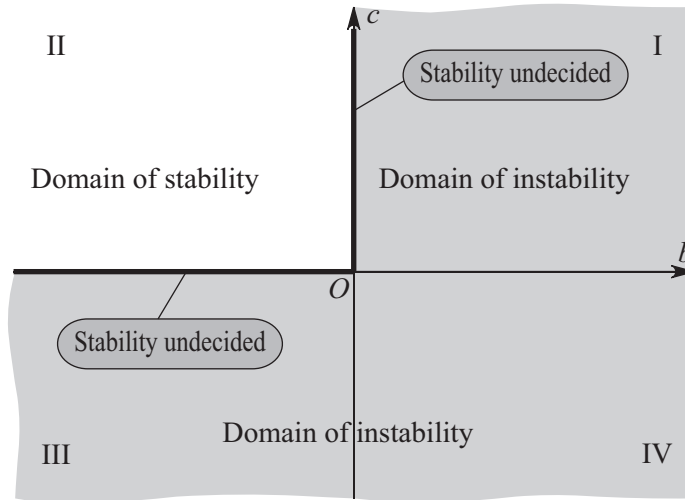 c
II
I
Stability undecided
Domain of stability
Domain of instability
b
O
Stability undecided
Domain of instability
III
IV